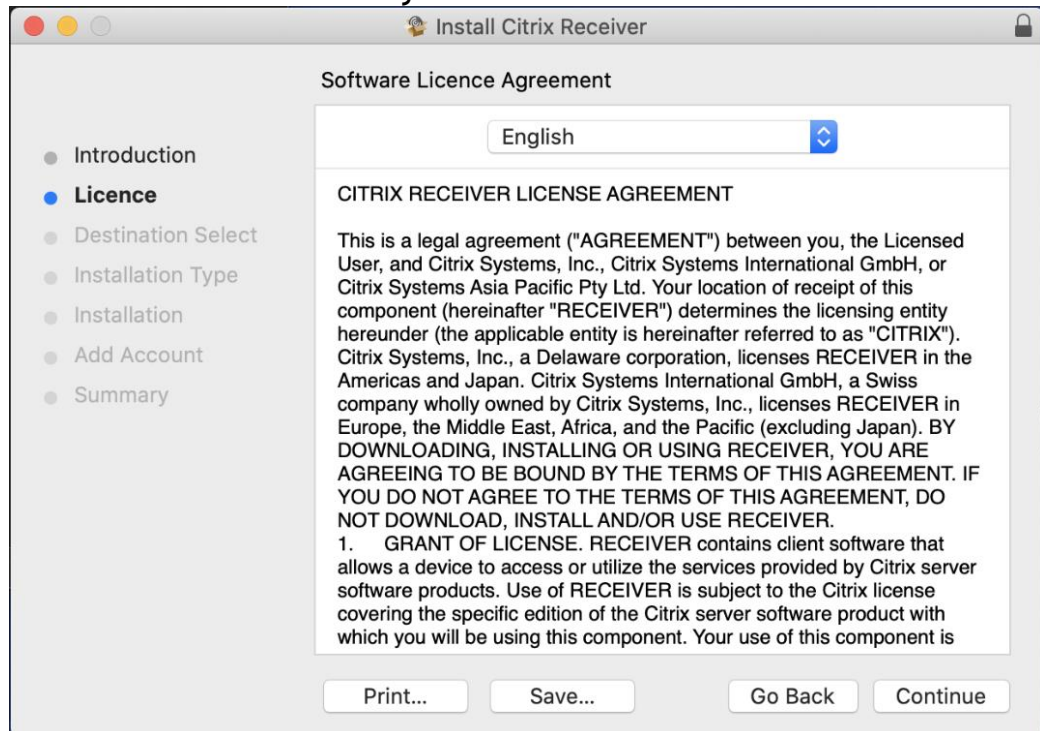 Install Citrix Receiver
Software Licence Agreement
Introduction
Licence
Destination Select
Installation Type
Installation
Add Account
Summary
English
CITRIX RECEIVER LICENSE AGREEMENT
This is a legal agreement ("AGREEMENT") between you, the Licensed
User, and Citrix Systems, Inc., Citrix Systems International GmbH, or
Citrix Systems Asia Pacific Pty Ltd. Your location of receipt of this
component (hereinafter "RECEIVER") determines the licensing entity
hereunder (the applicable entity is hereinafter referred to as "CITRIX").
Citrix Systems, Inc., a Delaware corporation, licenses RECEIVER in the
Americas and Japan. Citrix Systems International GmbH, a Swiss
company wholly owned by Citrix Systems, Inc., licenses RECEIVER in
Europe, the Middle East, Africa, and the Pacific (excluding Japan). BY
DOWNLOADING, INSTALLING OR USING RECEIVER, YOU ARE
AGREEING TO BE BOUND BY THE TERMS OF THIS AGREEMENT. IF
YOU DO NOT AGREE TO THE TERMS OF THIS AGREEMENT, DO
NOT DOWNLOAD, INSTALL AND/OR USE RECEIVER.
1. GRANT OF LICENSE. RECEIVER contains client software that
allows a device to access or utilize the services provided by Citrix server
software products. Use of RECEIVER is subject to the Citrix license
covering the specific edition of the Citrix server software product with
which you will be using this component. Your use of this component is
Print...
Save...
Go Back
Continue